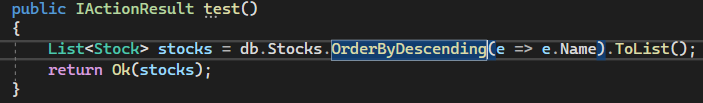 public IActionResult test()
{
List<Stock> stocks = db.Stocks.OrderByDescending(e => e.Name).ToList();
return Ok(stocks);
}